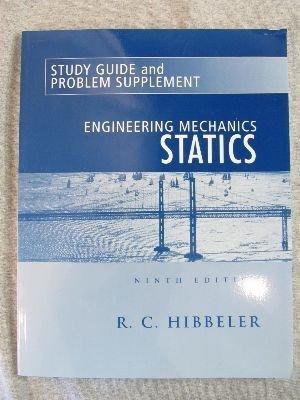 STUDY GUIDE and
PROBLEM SUPPLEMENT
ENGINEERING MECHANICS
STATICS
NINTH EDITION
R. C. HIBBELER